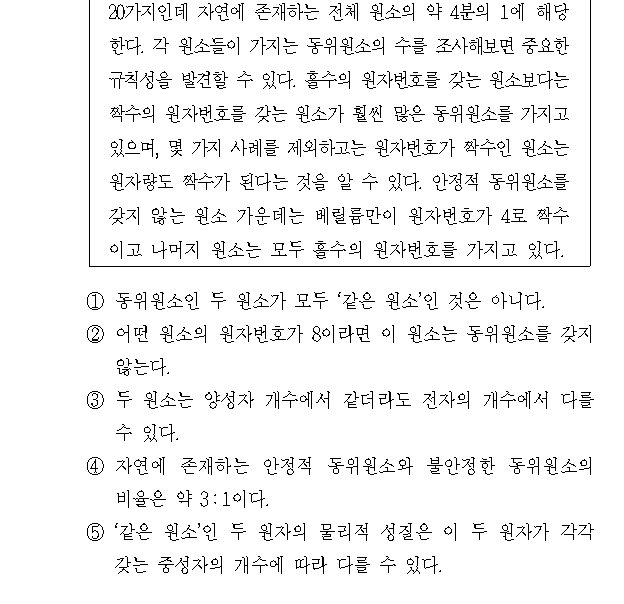 20가지인데 자연에 존재하는 전체 원소의 약 4분의 1에 해당
한다. 각 원소들이 가지는 동위원소의 수를 조사해보면 중요한
규칙성을 발견할 수 있다. 홀수의 원자번호를 갖는 원소보다는
짝수의 원자번호를 갖는 원소가 훨씬 많은 동위원소를 가지고
있으며, 몇 가지 사례를 제외하고는 원자번호가 짝수인 원소는
원자량도 짝수가 된다는 것을 알 수 있다. 안정적 동위원소를
갖지 않는 원소 가운데는 베릴륨만이 원자번호가 4로 짝수
이고 나머지 원소는 모두 홀수의 원자번호를 가지고 있다.
① 동위원소인 두 원소가 모두 ‘같은 원소’인 것은 아니다.
② 어떤 원소의 원자번호가 8이라면 이 원소는 동위원소를 갖지
않는다.
③ 두 원소는 양성자 개수에서 같더라도 전자의 개수에서 다를
수 있다.
④ 자연에 존재하는 안정적 동위원소와 불안정한 동위원소의
비율은 약 3:1이다.
⑤ ‘같은 원소’인 두 원자의 물리적 성질은 이 두 원자가 각각
갖는 중성자의 개수에 따라 다를 수 있다.